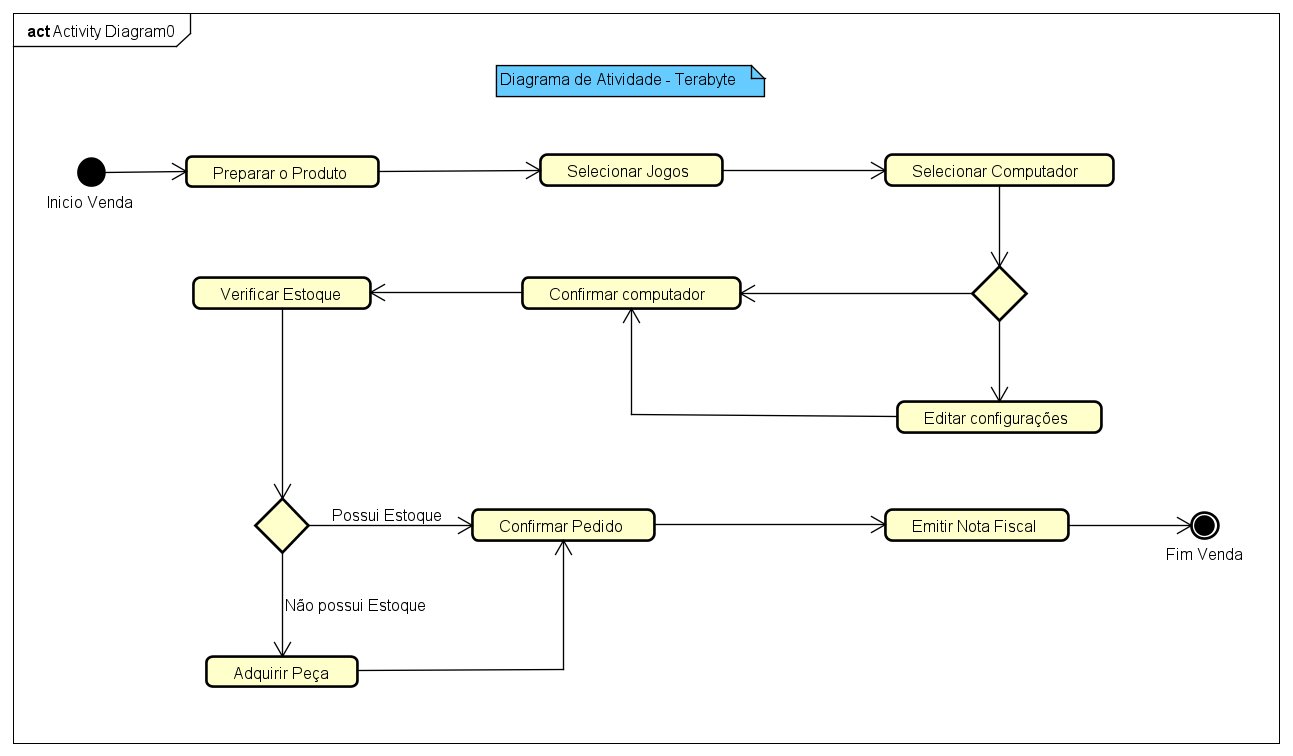 act Activity Diagram0
Diagrama de Atividade - Terabyte
Preparar o Produto
Selecionar Jogos
Selecionar Computador
Inicio Venda
Verificar Estoque
Confirmar computador
Editar configurações
Possui Estoque
Confirmar Pedido
Emitir Nota Fiscal
Fim Venda
Não possui Estoque
Adquirir Peça